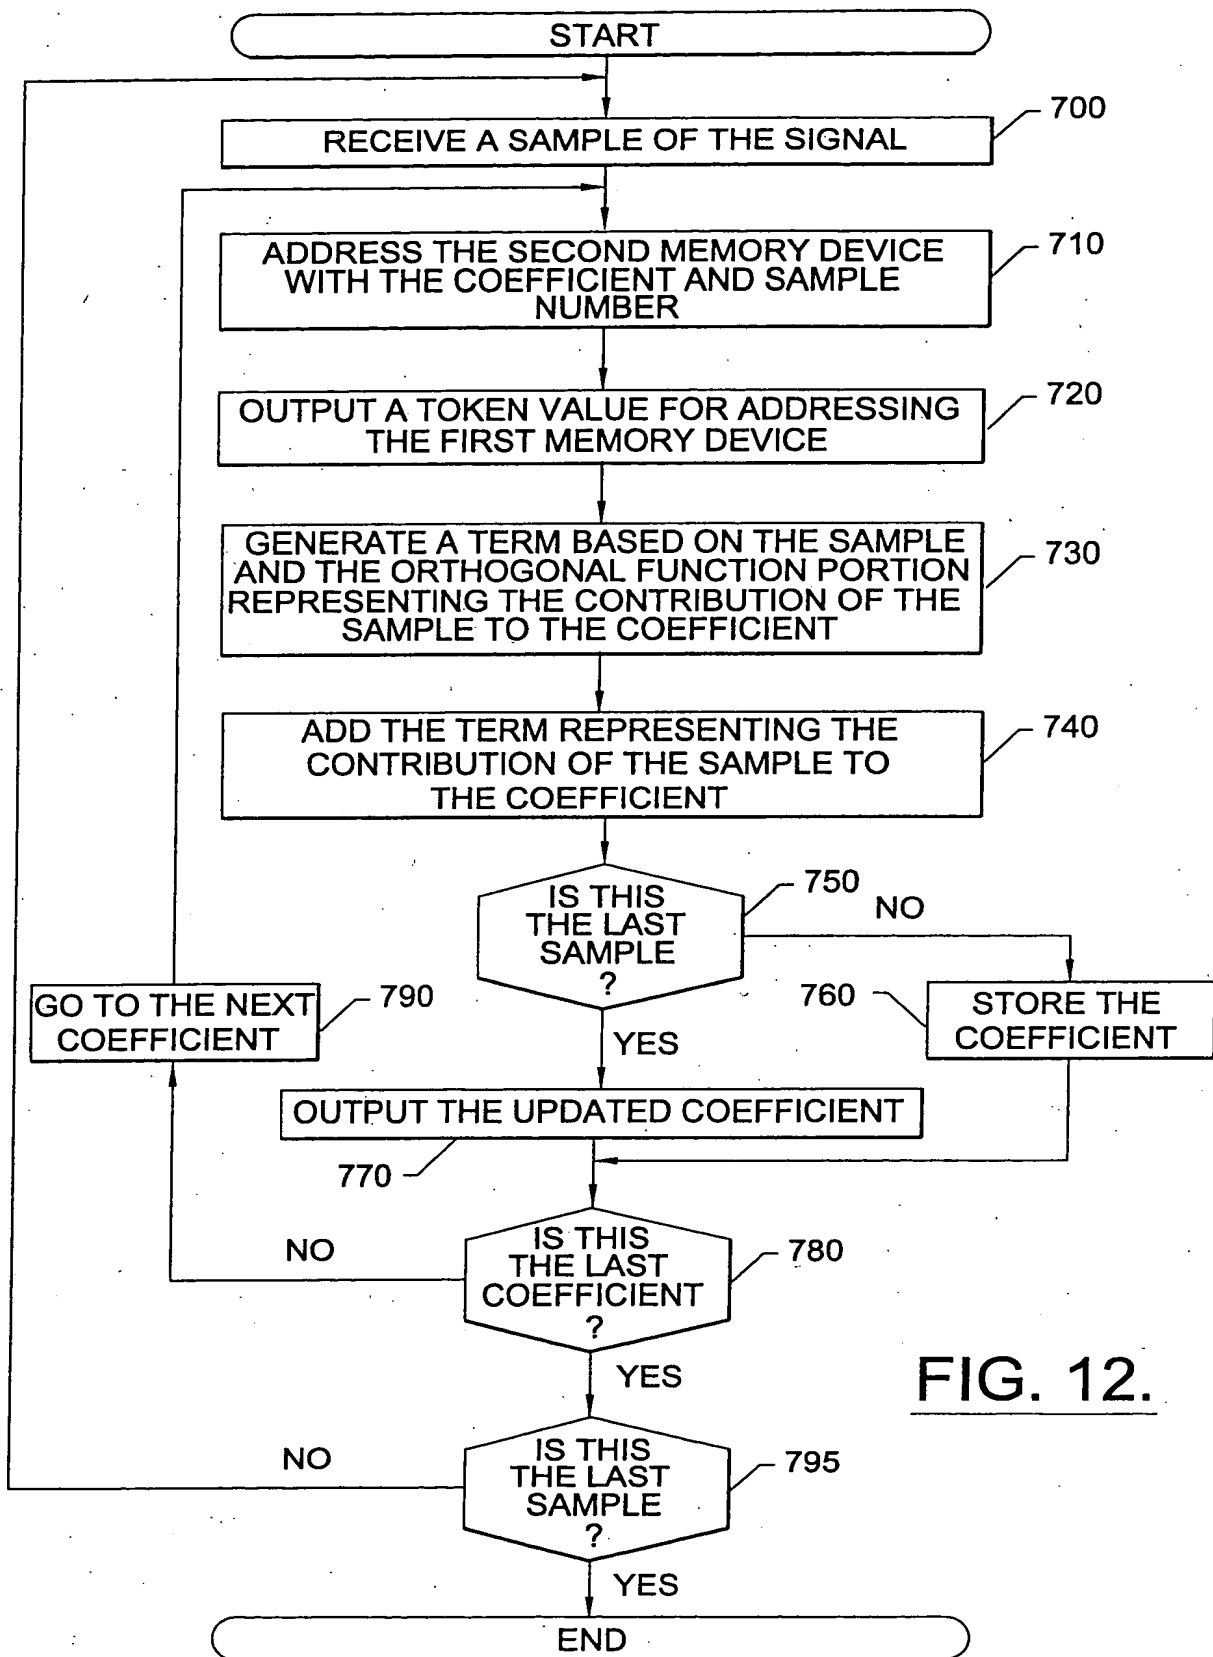 START
700
RECEIVE A SAMPLE OF THE SIGNAL
710
ADDRESS THE SECOND MEMORY DEVICE
WITH THE COEFFICIENT AND SAMPLE
NUMBER
720
OUTPUT A TOKEN VALUE FOR ADDRESSING
THE FIRST MEMORY DEVICE
730
GENERATE A TERM BASED ON THE SAMPLE
AND THE ORTHOGONAL FUNCTION PORTION
REPRESENTING THE CONTRIBUTION OF THE
SAMPLE TO THE COEFFICIENT
740
ADD THE TERM REPRESENTING THE
CONTRIBUTION OF THE SAMPLE TO
THE COEFFICIENT
750
IS THIS
THE LAST
SAMPLE
?
NO
YES
760
STORE THE
COEFFICIENT
790
GO TO THE NEXT
COEFFICIENT
OUTPUT THE UPDATED COEFFICIENT
770
780
IS THIS
THE LAST
COEFFICIENT
?
NO
YES
FIG. 12.
795
IS THIS
THE LAST
SAMPLE
?
NO
YES
END